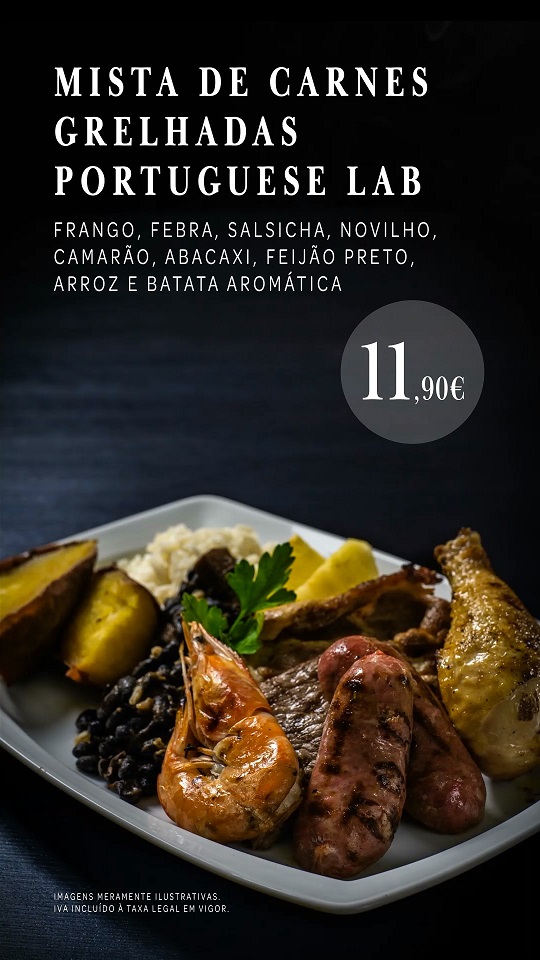 MISTA DE CARNES
GRELHADAS
PORTUGUESE LAB
FRANGO, FEBRA, SALSICHA, NOVILHO,
CAMARÃO, ABACAXI, FEIJÃO PRETO,
ARROZ E BATATA AROMÁTICA
11,90€
IMAGENS MERAMENTE ILUSTRATIVAS.
IVA INCLUÍDO À TAXA LEGAL EM VIGOR.